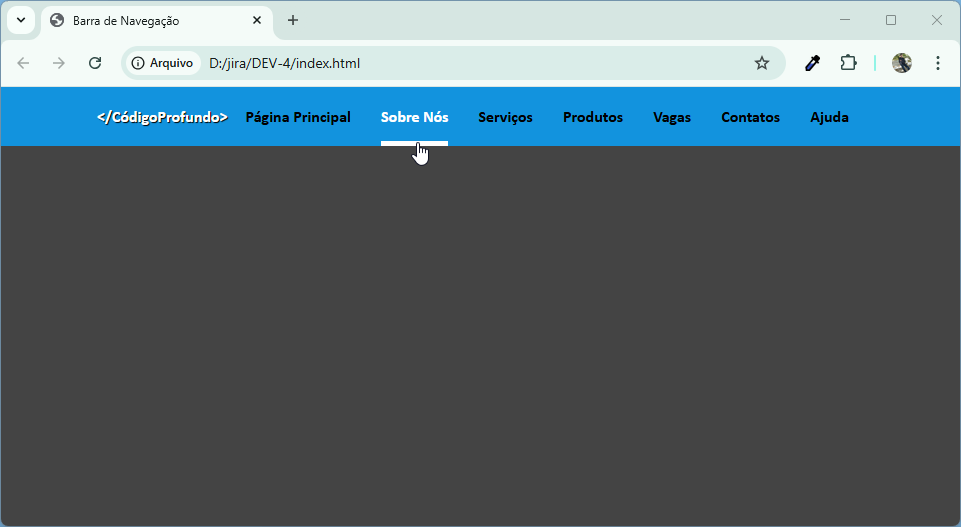 Barra de Navegação
Arquivo D:/jira/DEV-4/index.html
</CódigoProfundo> Página Principal Sobre Nós Serviços Produtos Vagas Contatos Ajuda